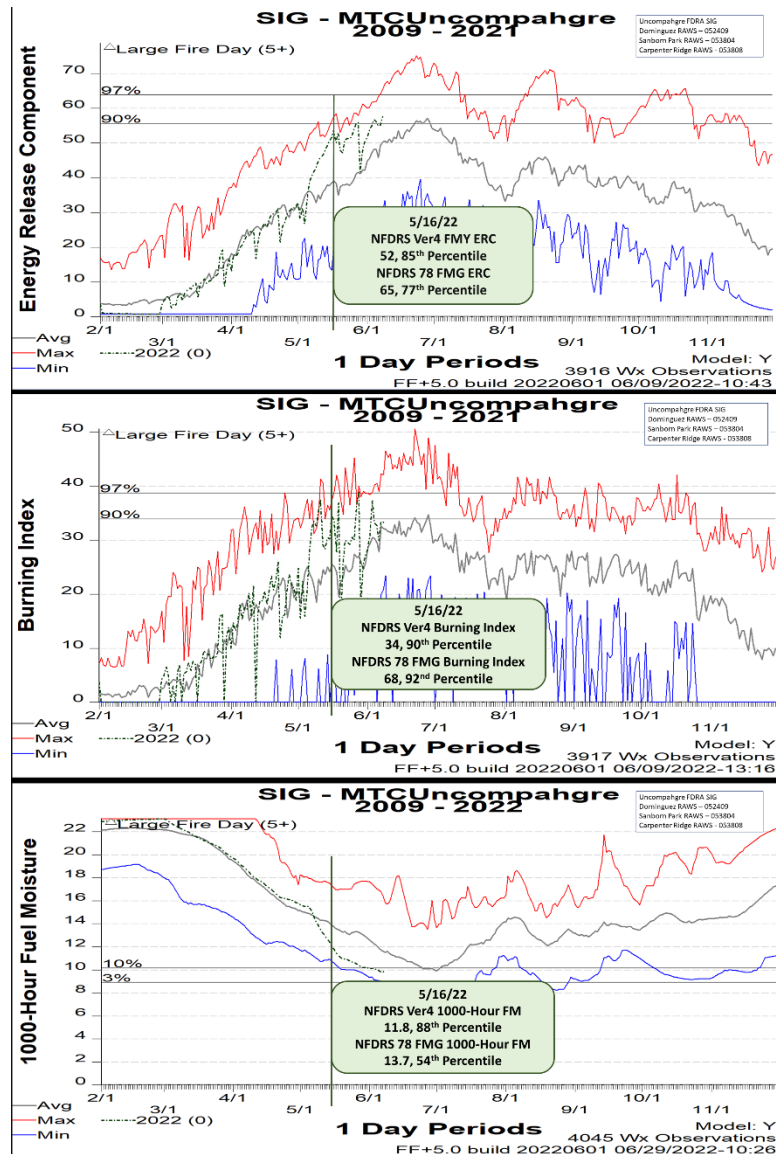 SIG - MTCUncompahgre
2009 - 2021
Uncompahgre FDRA SIG
Dominguez RAWS – 052409
Sanborn Park RAWS – 053804
Carpenter Ridge RAWS - 053808
△Large Fire Day (5+)
Energy Release Component
70
97%
60
90%
50
40
30
20
10
0
5/16/22
NFDRS Ver4 FMY ERC
52, 85th Percentile
NFDRS 78 FMG ERC
65, 77th Percentile
2/1 3/1 4/1 5/1 6/1 7/1 8/1 9/1 10/1 11/1
Avg
Max
Min
2022 (0)
1 Day Periods
Model: Y
3916 Wx Observations
FF+5.0 build 20220601 06/09/2022-10:43
SIG - MTCUncompahgre
2009 - 2021
Uncompahgre FDRA SIG
Dominguez RAWS – 052409
Sanborn Park RAWS – 053804
Carpenter Ridge RAWS - 053808
△Large Fire Day (5+)
Burning Index
50
40
97%
90%
30
20
10
0
5/16/22
NFDRS Ver4 Burning Index
34, 90th Percentile
NFDRS 78 FMG Burning Index
68, 92nd Percentile
2/1 3/1 4/1 5/1 6/1 7/1 8/1 9/1 10/1 11/1
Avg
Max
Min
2022 (0)
1 Day Periods
Model: Y
3917 Wx Observations
FF+5.0 build 20220601 06/09/2022-13:16
SIG - MTCUncompahgre
2009 - 2022
Uncompahgre FDRA SIG
Dominguez RAWS – 052409
Sanborn Park RAWS – 053804
Carpenter Ridge RAWS - 053808
△Large Fire Day (5+)
1000-Hour Fuel Moisture
22
20
18
16
14
12
10%
10
3%
8
6
4
2
0
5/16/22
NFDRS Ver4 1000-Hour FM
11.8, 88th Percentile
NFDRS 78 FMG 1000-Hour FM
13.7, 54th Percentile
2/1 3/1 4/1 5/1 6/1 7/1 8/1 9/1 10/1 11/1
Avg
Max
Min
2022 (0)
1 Day Periods
Model: Y
4045 Wx Observations
FF+5.0 build 20220601 06/29/2022-10:26